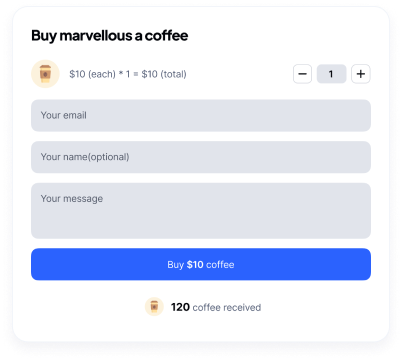 Buy marvellous a coffee
$10 (each) * 1 = $10 (total) − 1 +
Your email
Your name(optional)
Your message
Buy $10 coffee
120 coffee received